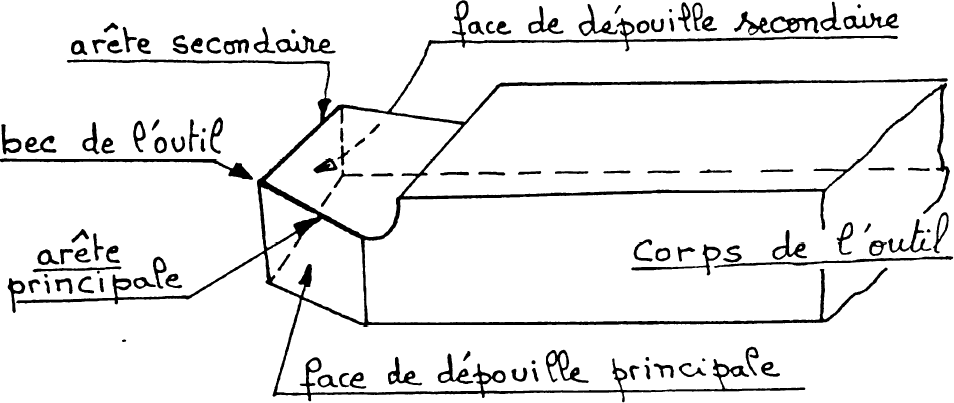 face de dépouille secondaire
arête secondaire
bec de l'outil
arête
principale
corps de l'outil
face de dépouille principale